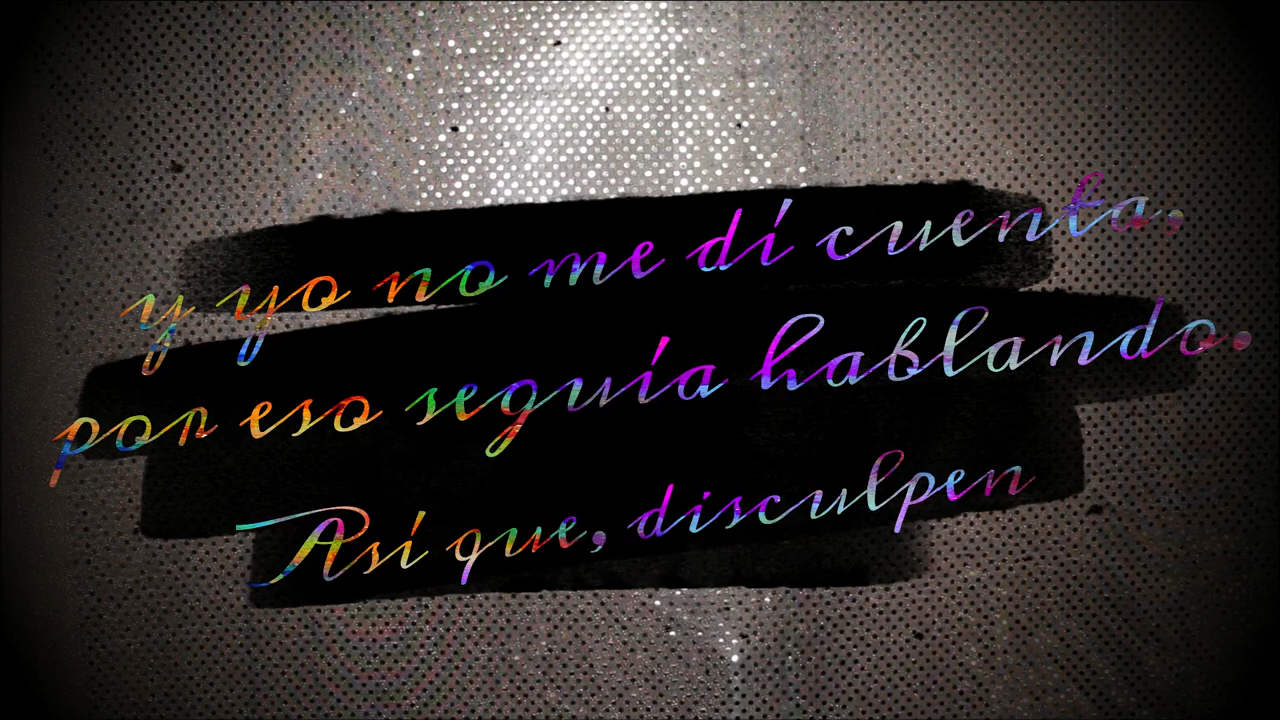 y yo no me dí cuenta,
por eso seguía hablando.
Así que, disculpen